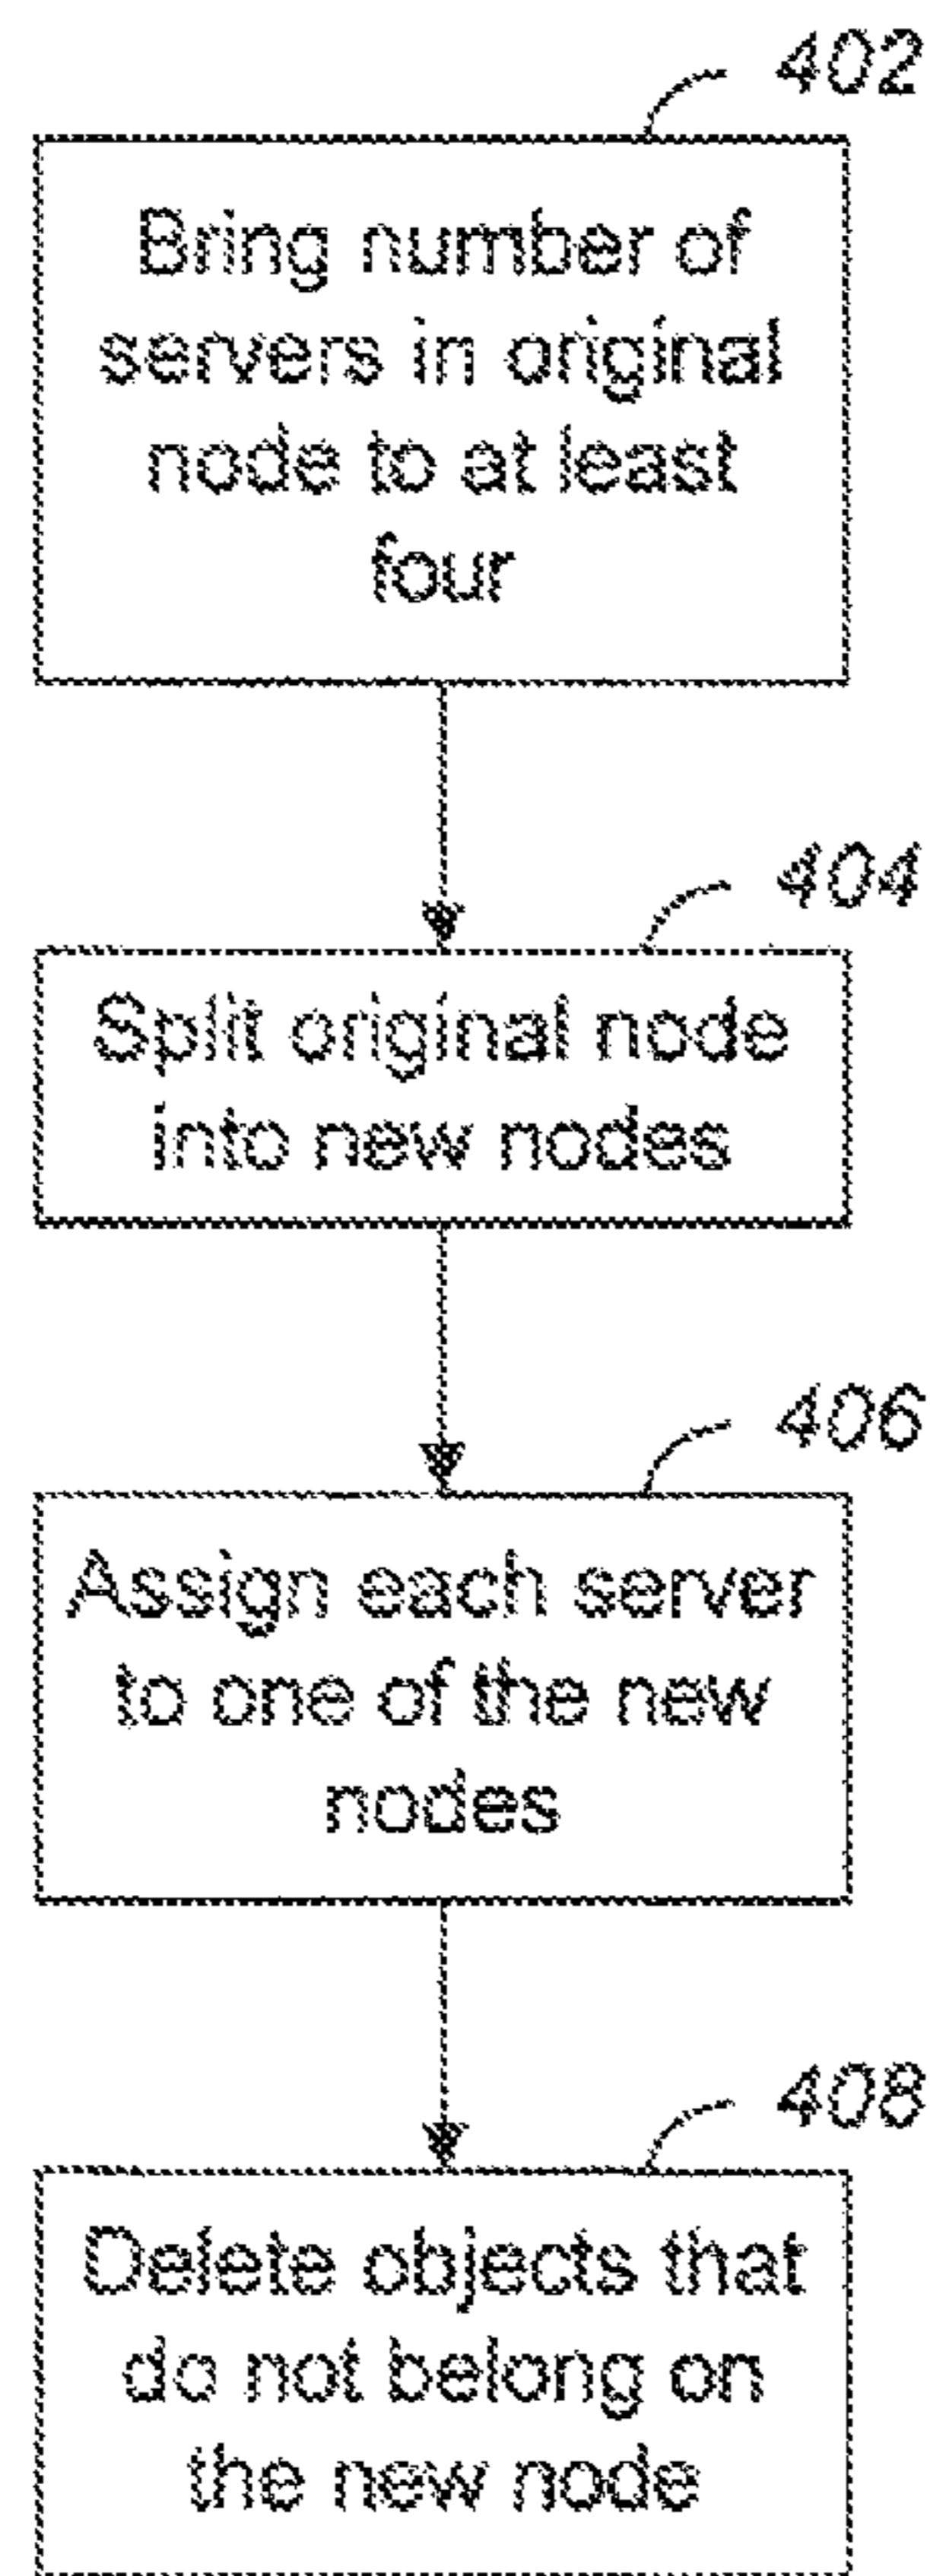 402
Bring number of
servers in original
node to at least
four
404
Split original node
into new nodes
406
Assign each server
to one of the new
nodes
408
Delete objects that
do not belong on
the new node